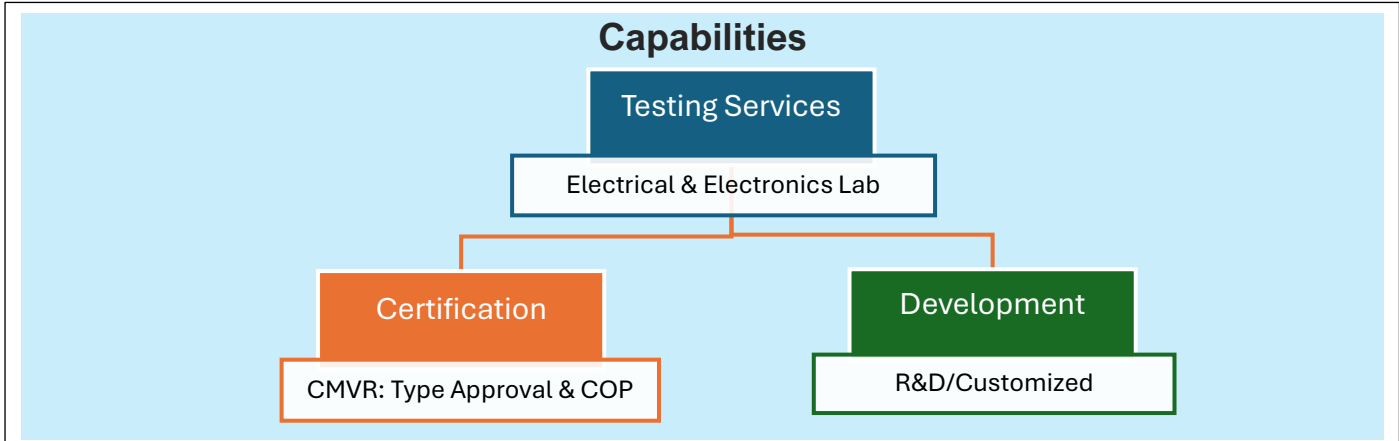 Capabilities
Testing Services
Electrical & Electronics Lab
Certification
CMVR: Type Approval & COP
Development
R&D/Customized